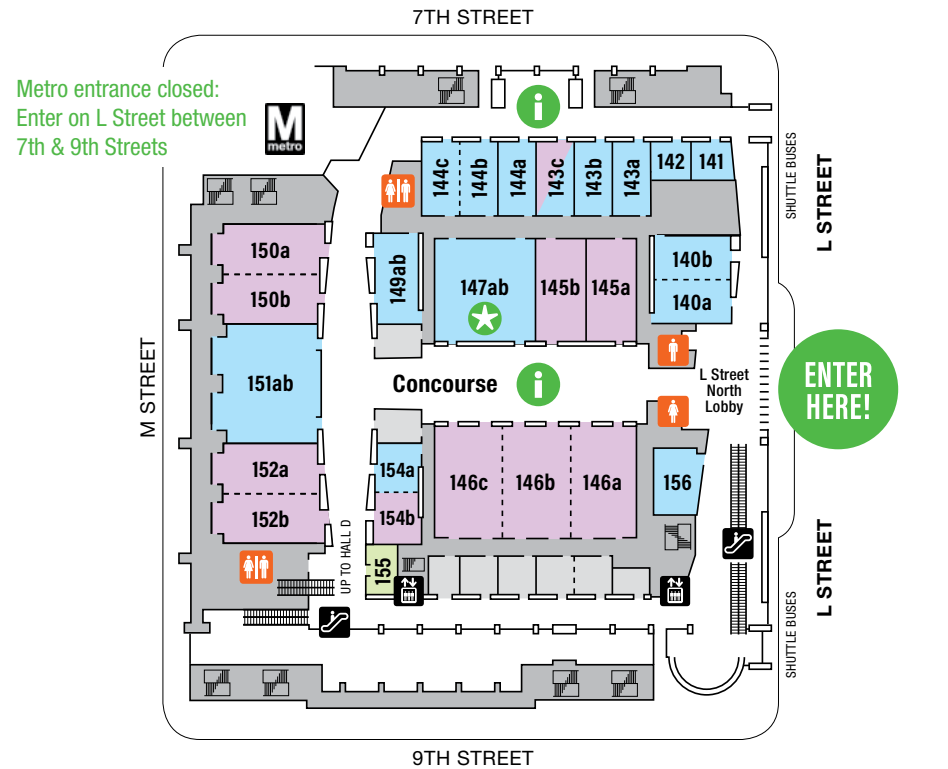 7TH STREET
Metro entrance closed:
Enter on L Street between
7th & 9th Streets
M
metro
i
144c
144b
144a
143c
143b
143a
142
141
SHUTTLE BUSES
L STREET
150a
150b
149ab
147ab
145b
145a
140b
140a
M STREET
151ab
Concourse
i
L Street
North
Lobby
ENTER
HERE!
152a
152b
154a
154b
146c
146b
146a
156
UP TO HALL D
155
L STREET
SHUTTLE BUSES
9TH STREET